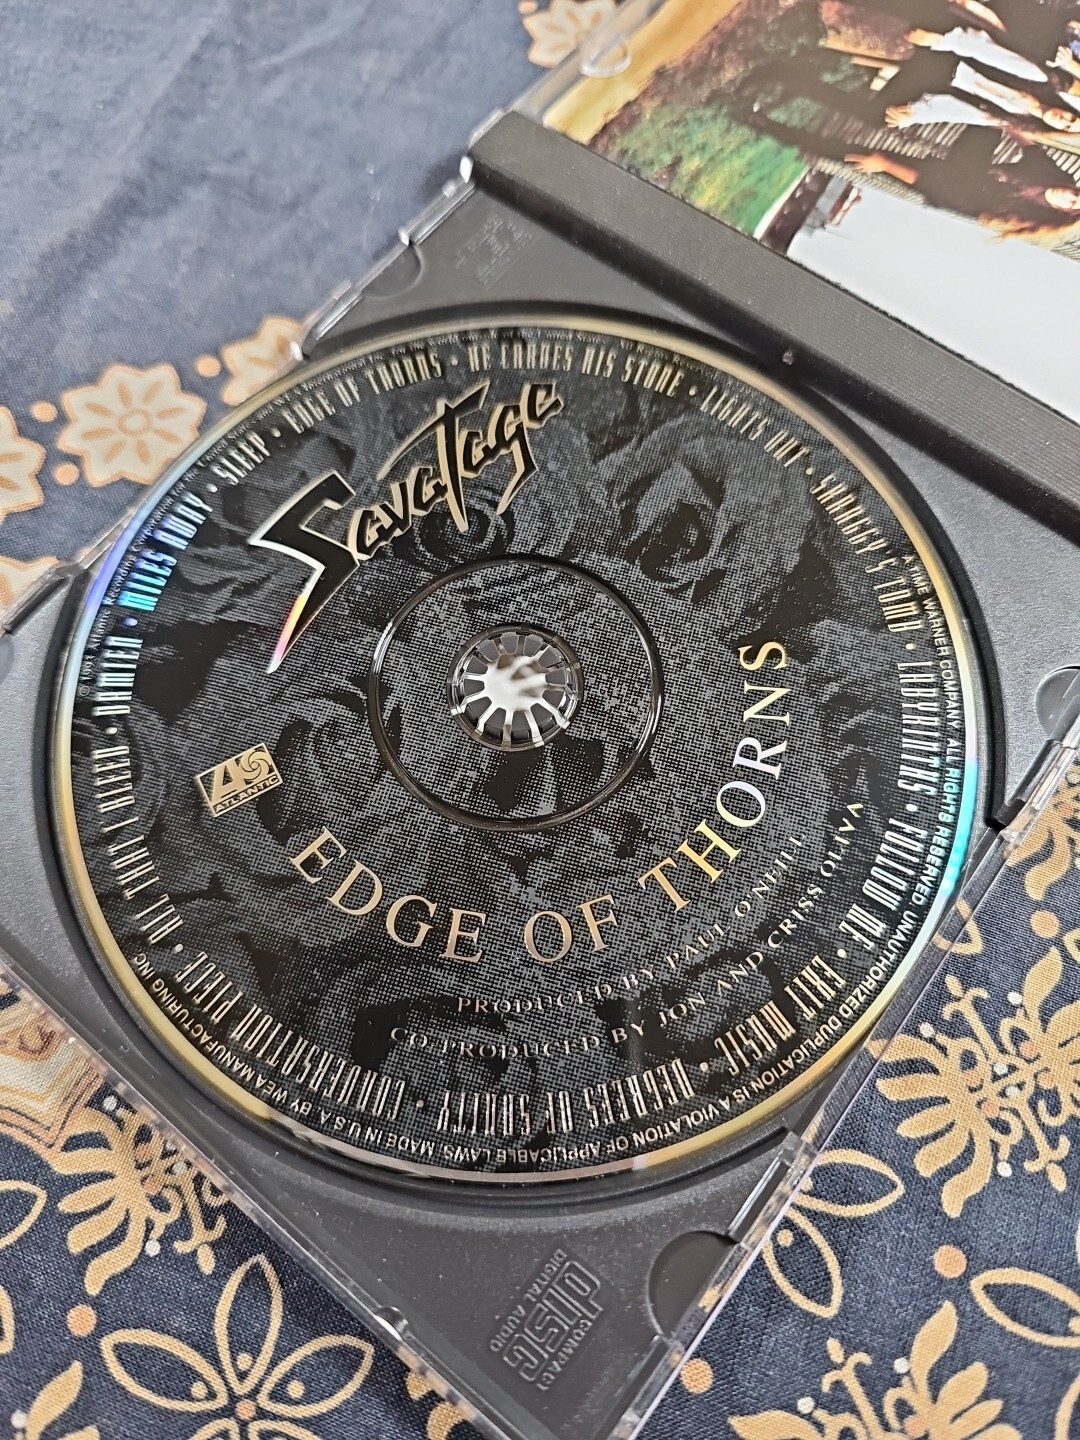 Savatage
EDGE OF THORNS
PRODUCED BY PAUL O'NEILL
CO-PRODUCED BY JON AND CRISS OLIVA
ATLANTIC
EDGE OF THORNS • HE CARVES HIS STONE • LIGHTS OUT • SKRAGGY'S TOMB • LABYRINTHS • FOLLOW ME • EXIT MUSIC • DEGREES OF SANITY • CONVERSATION PIECE • ALL THAT I BLEED • DAMIEN • MILES AWAY • SLEEP •
A TIME WARNER COMPANY. ALL RIGHTS RESERVED. UNAUTHORIZED DUPLICATION IS A VIOLATION OF APPLICABLE LAWS. MADE IN U.S.A. BY WEA MANUFACTURING INC.
COMPACT
disc
DIGITAL AUDIO